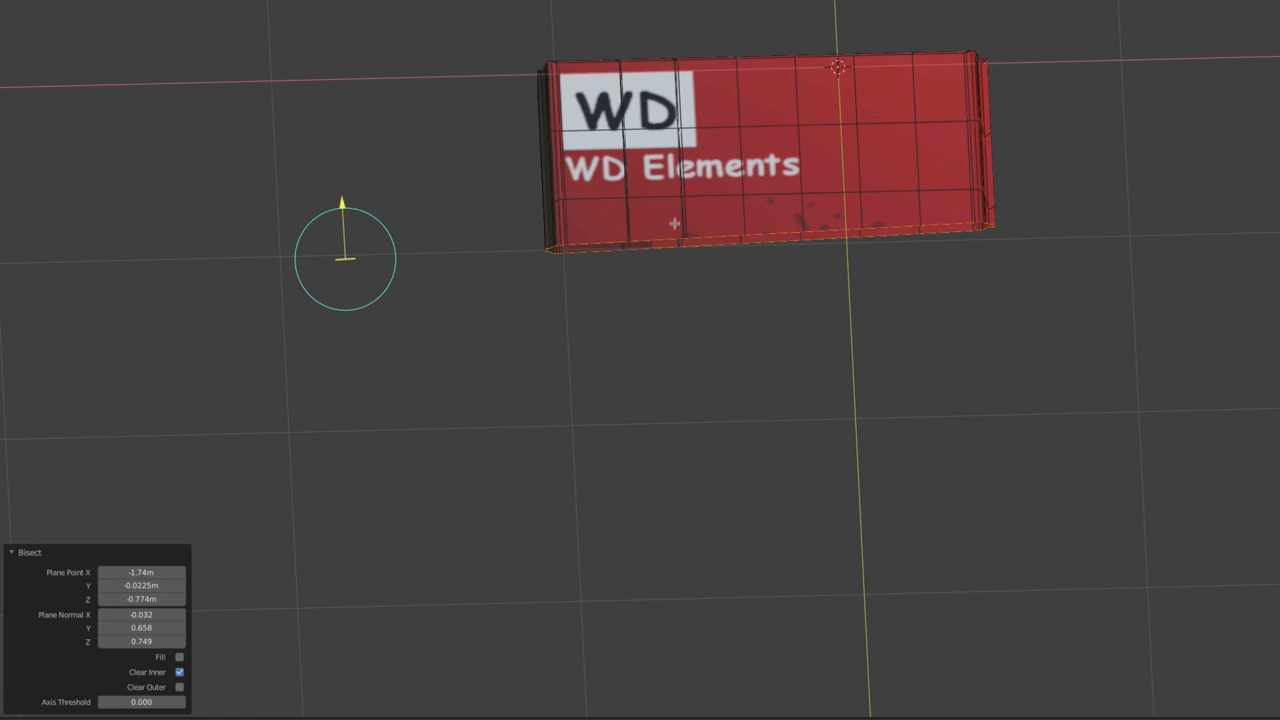 WD
WD Elements
Bisect
Plane Point X -1.74m
Y -0.0225m
Z -0.774m
Plane Normal X -0.032
Y 0.658
Z 0.749
Fill
Clear Inner
Clear Outer
Axis Threshold 0.000